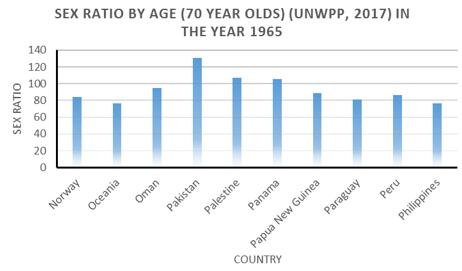 SEX RATIO BY AGE (70 YEAR OLDS) (UNWPP, 2017) IN
THE YEAR 1965
140
120
100
80
60
40
20
0
SEX RATIO
Norway
Oceania
Oman
Pakistan
Palestine
Panama
Papua New Guinea
Paraguay
Peru
Philippines
COUNTRY